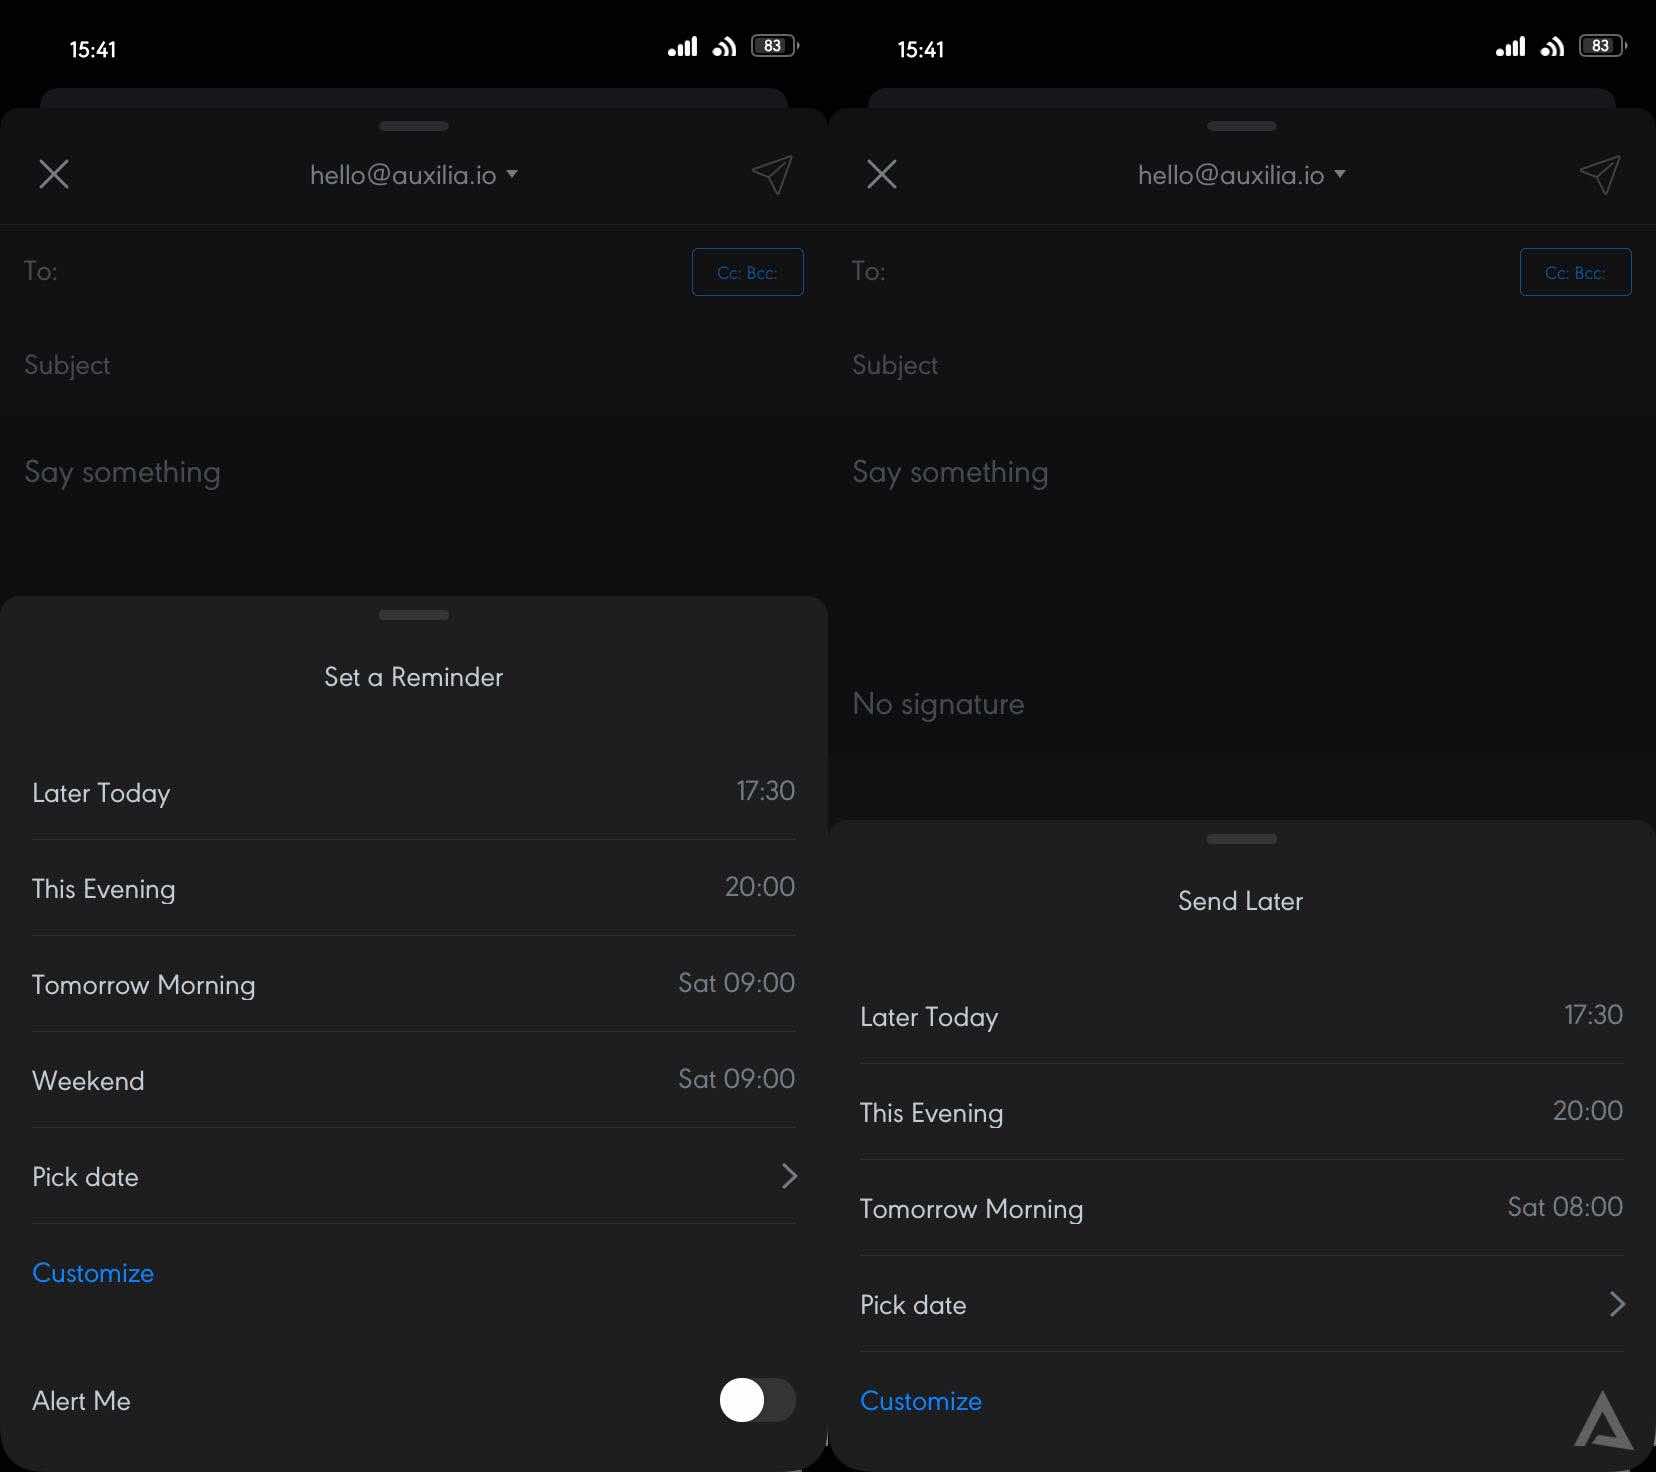 15:41
83
hello@auxilia.io
To:
Cc: Bcc:
Subject
Say something
Set a Reminder
Later Today 17:30
This Evening 20:00
Tomorrow Morning Sat 09:00
Weekend Sat 09:00
Pick date
Customize
Alert Me
15:41
83
hello@auxilia.io
To:
Cc: Bcc:
Subject
Say something
No signature
Send Later
Later Today 17:30
This Evening 20:00
Tomorrow Morning Sat 08:00
Pick date
Customize